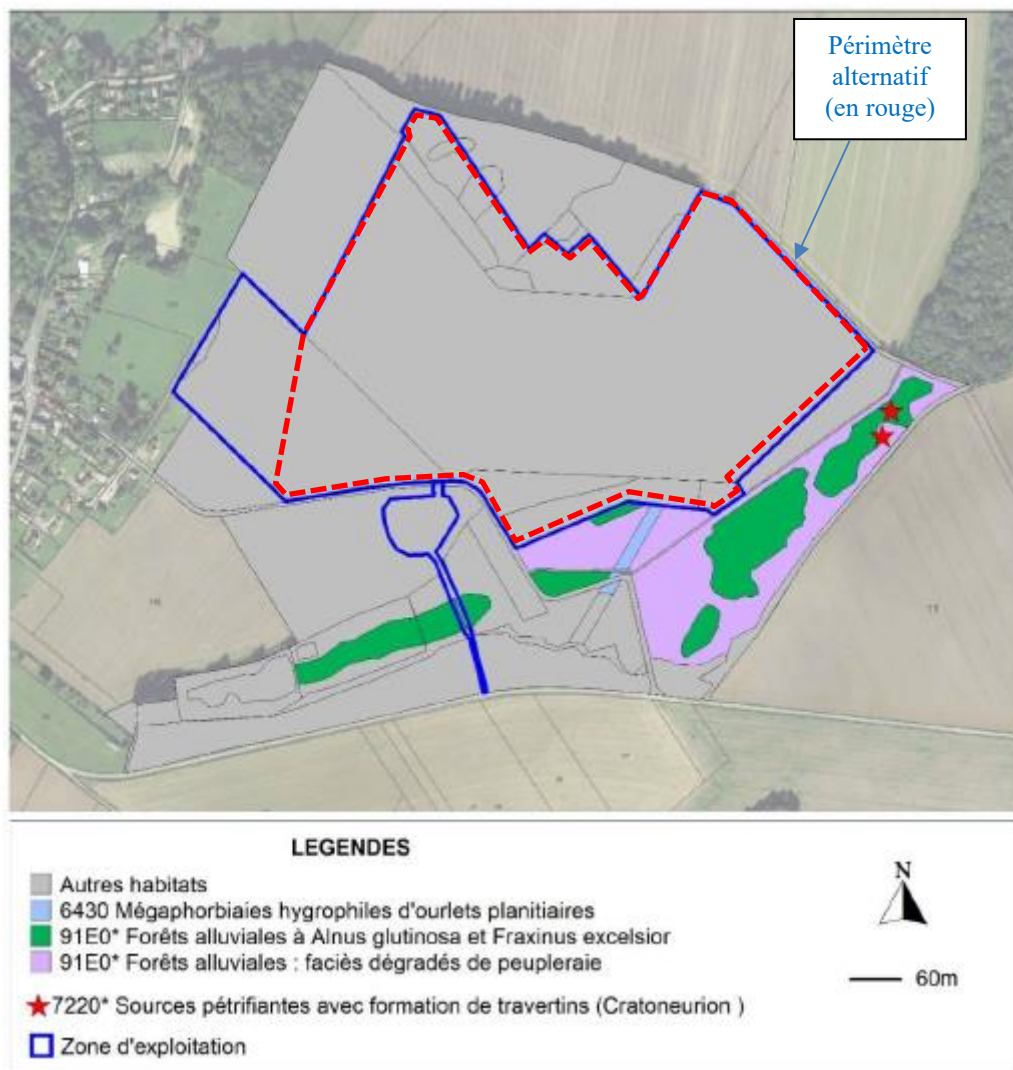 Périmètre
alternatif
(en rouge)
LEGENDES
Autres habitats
6430 Mégaphorbiaies hygrophiles d'ourlets planitiaires
91E0* Forêts alluviales à Alnus glutinosa et Fraxinus excelsior
91E0* Forêts alluviales : faciès dégradés de peupleraie
7220* Sources pétrifiantes avec formation de travertins (Cratoneurion )
Zone d'exploitation
N
60m